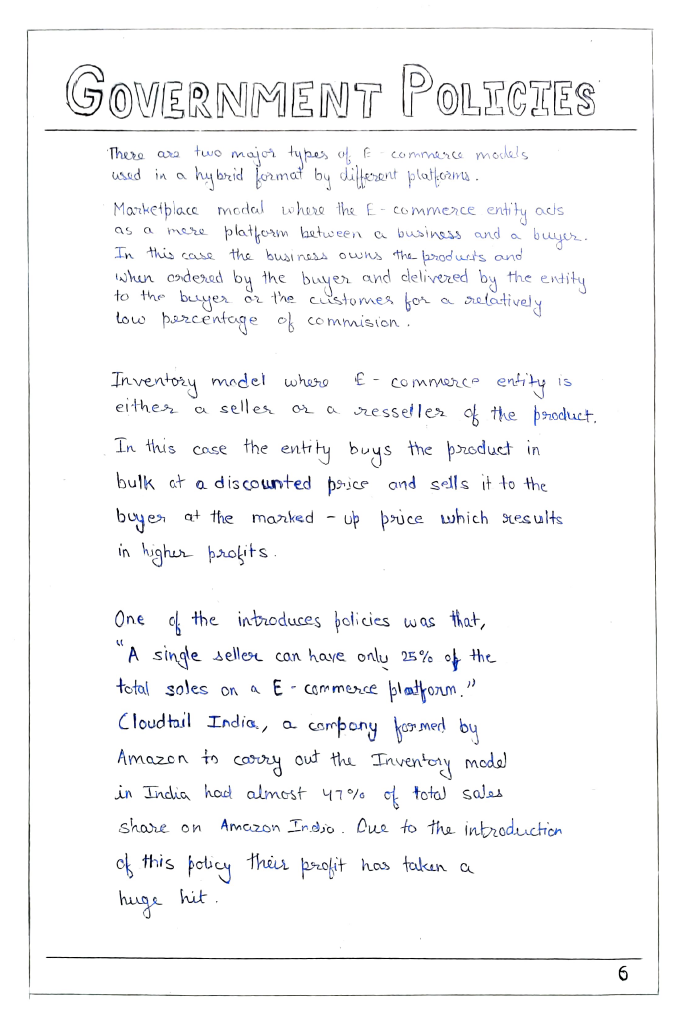 GOVERNMENT POLICIES
There are two major types of E-commerce models
used in a hybrid format by different platforms.
Marketplace modal where the E-commerce entity acts
as a mere platform between a business and a buyer.
In this case the business owns the products and
when ordered by the buyer and delivered by the entity
to the buyer or the customer for a relatively
low percentage of commision.
Inventory model where E-commerce entity is
either a seller or a resseller of the product.
In this case the entity buys the product in
bulk at a discounted price and sells it to the
buyer at the marked-up price which results
in higher profits.
One of the introduces policies was that,
"A single seller can have only 25% of the
total sales on a E-commerce platform."
Cloudtail India, a company formed by
Amazon to carry out the Inventory model
in India had almost 47% of total sales
share on Amazon India. Due to the introduction
of this policy their profit has taken a
huge hit.
6